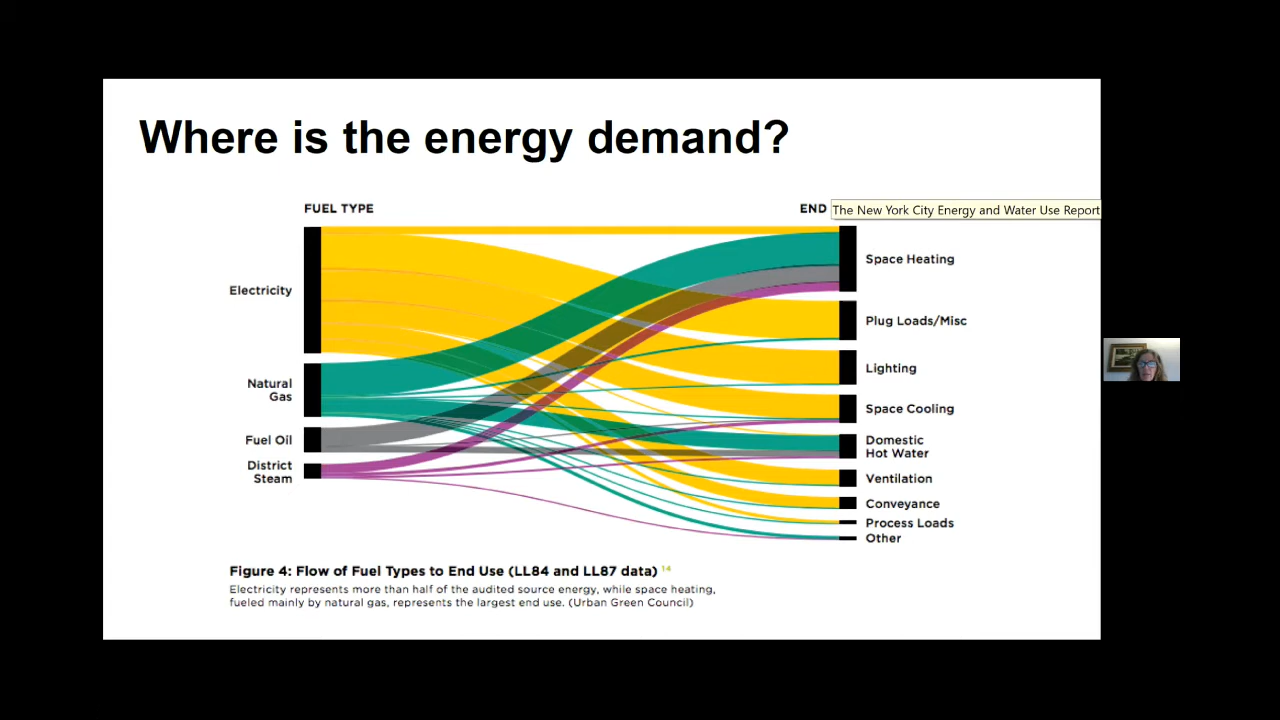 Where is the energy demand?
FUEL TYPE
END
The New York City Energy and Water Use Report
Electricity
Natural
Gas
Fuel Oil
District
Steam
Space Heating
Plug Loads/Misc
Lighting
Space Cooling
Domestic
Hot Water
Ventilation
Conveyance
Process Loads
Other
Figure 4: Flow of Fuel Types to End Use (LL84 and LL87 data) 14
Electricity represents more than half of the audited source energy, while space heating,
fueled mainly by natural gas, represents the largest end use. (Urban Green Council)